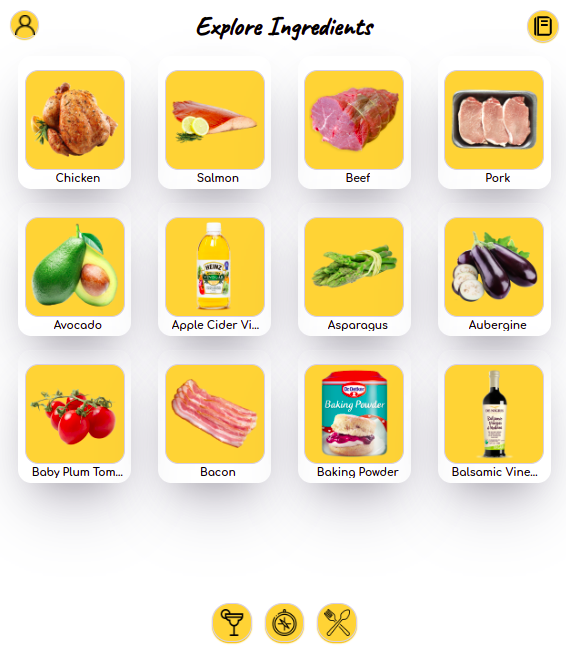 Explore Ingredients
Chicken
Salmon
Beef
Pork
HEINZ
Avocado
Apple Cider Vi...
Asparagus
Aubergine
Dr. Oetker
Baking Powder
Baby Plum Tom...
Bacon
Baking Powder
Balsamic Vine...